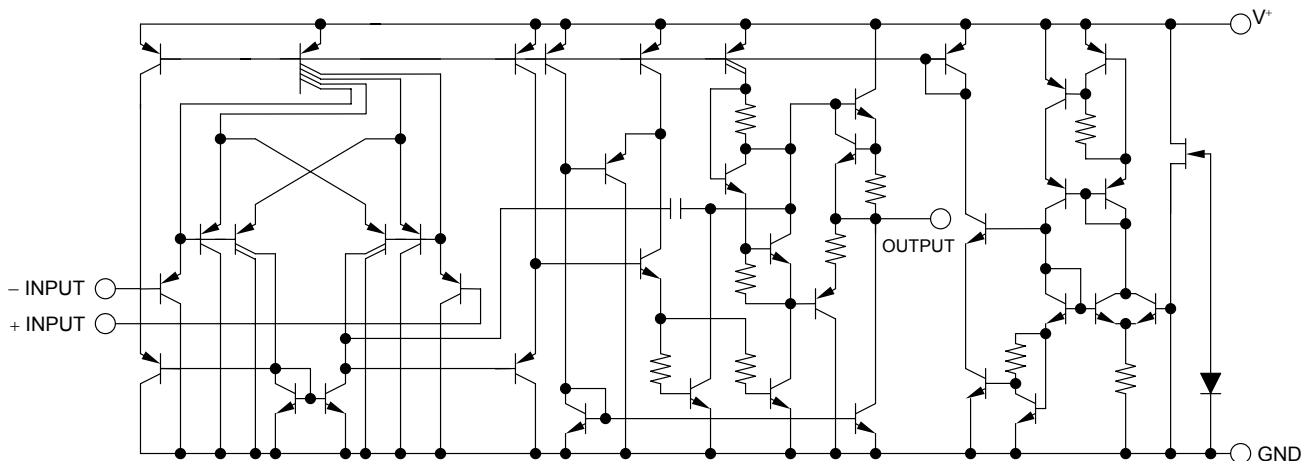 V+
OUTPUT
– INPUT
+ INPUT
GND